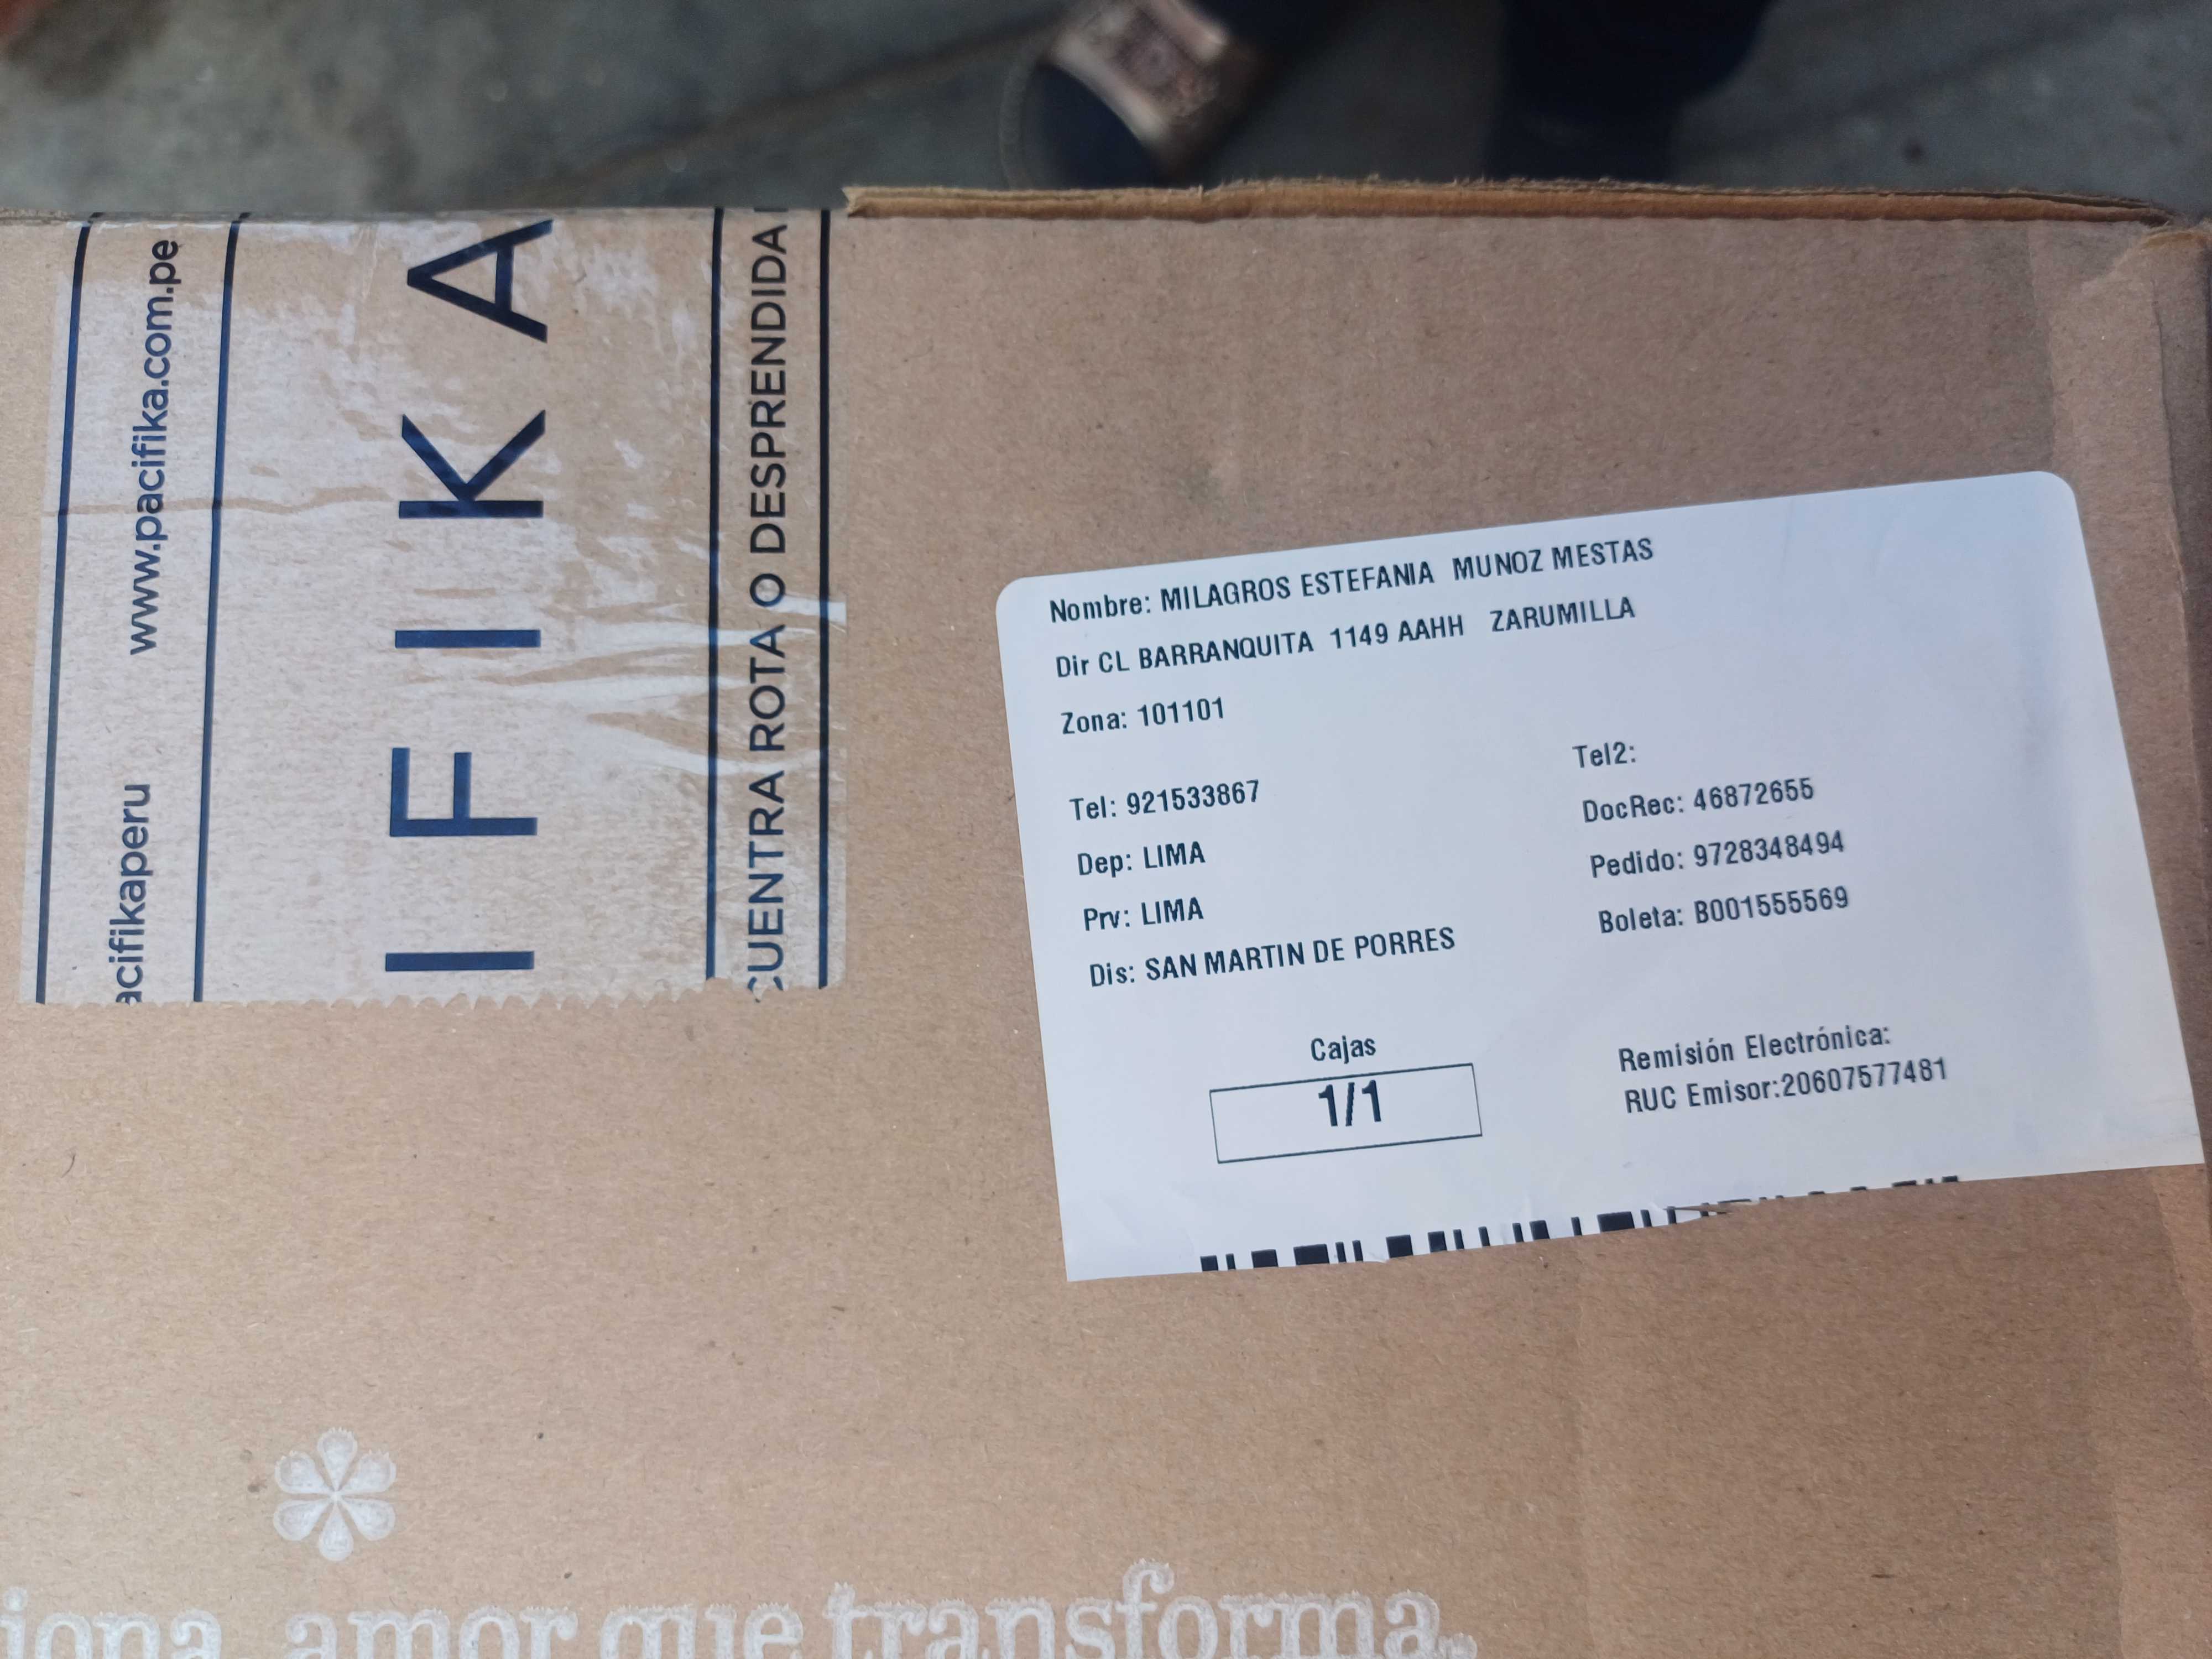 acifikaperu www.pacifika.com.pe
IFIKA
CUENTRA ROTA O DESPRENDIDA
Nombre: MILAGROS ESTEFANIA MUNOZ MESTAS
Dir CL BARRANQUITA 1149 AAHH ZARUMILLA
Zona: 101101
Tel: 921533867
Tel2:
Dep: LIMA
DocRec: 46872655
Prv: LIMA
Pedido: 9728348494
Dis: SAN MARTIN DE PORRES
Boleta: B001555569
Cajas
1/1
Remisión Electrónica:
RUC Emisor:20607577481
iona, amor que transforma.